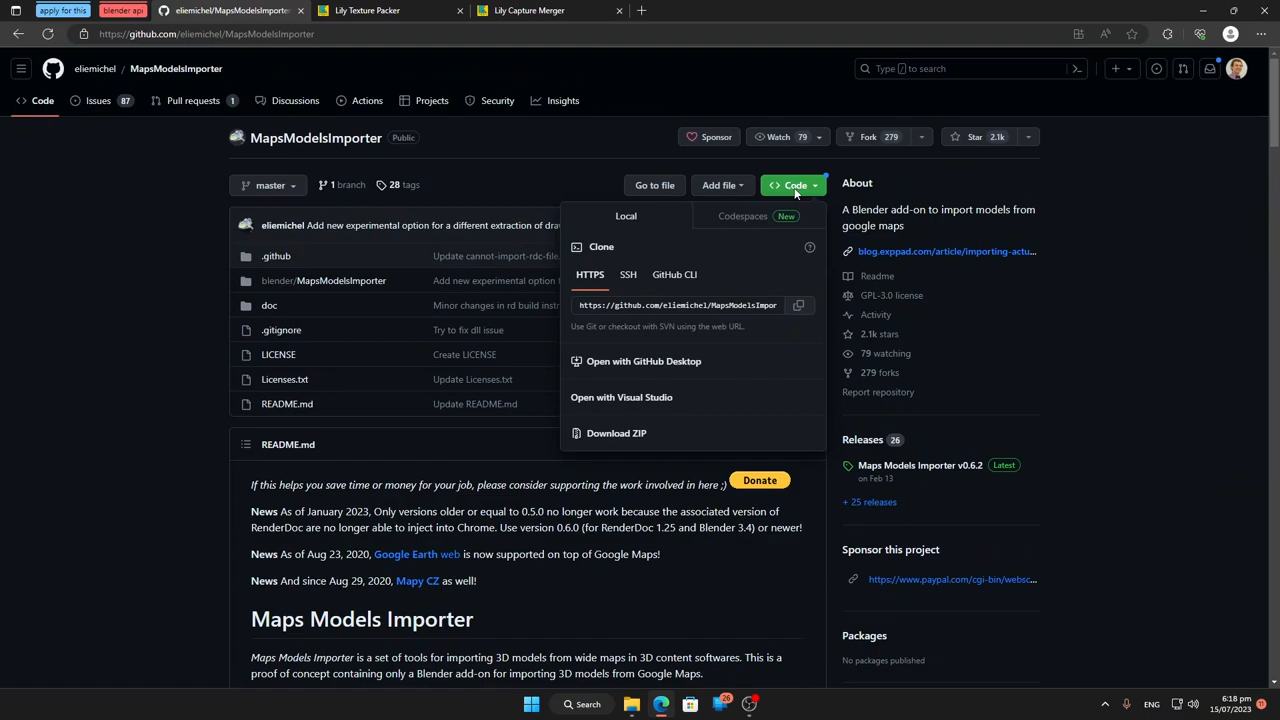 apply for this
blender api
eliemichel/MapsModelsImporter
Lily Texture Packer
Lily Capture Merger
https://github.com/eliemichel/MapsModelsImporter
eliemichel / MapsModelsImporter
Type / to search
Code
Issues 87
Pull requests 1
Discussions
Actions
Projects
Security
Insights
MapsModelsImporter Public
Sponsor
Watch 79
Fork 279
Star 2.1k
master
1 branch
28 tags
Go to file
Add file
Code
eliemichel Add new experimental option for a different extraction of dra
.github Update cannot-import-rdc-file.
blender/MapsModelsImporter Add new experimental option f
doc Minor changes in rd build instr
.gitignore Try to fix dll issue
LICENSE Create LICENSE
Licenses.txt Update Licenses.txt
README.md Update README.md
Local
Codespaces New
Clone
HTTPS
SSH
GitHub CLI
https://github.com/eliemichel/MapsModelsImpor
Use Git or checkout with SVN using the web URL.
Open with GitHub Desktop
Open with Visual Studio
Download ZIP
README.md
If this helps you save time or money for your job, please consider supporting the work involved in here ;) Donate
News As of January 2023, Only versions older or equal to 0.5.0 no longer work because the associated version of
RenderDoc are no longer able to inject into Chrome. Use version 0.6.0 (for RenderDoc 1.25 and Blender 3.4) or newer!
News As of Aug 23, 2020, Google Earth web is now supported on top of Google Maps!
News And since Aug 29, 2020, Mapy CZ as well!
Maps Models Importer
Maps Models Importer is a set of tools for importing 3D models from wide maps in 3D content softwares. This is a
proof of concept containing only a Blender add-on for importing 3D models from Google Maps.
About
A Blender add-on to import models from
google maps
blog.exppad.com/article/importing-actu...
Readme
GPL-3.0 license
Activity
2.1k stars
79 watching
279 forks
Report repository
Releases 26
Maps Models Importer v0.6.2 Latest
on Feb 13
+ 25 releases
Sponsor this project
https://www.paypal.com/cgi-bin/websc...
Packages
No packages published
Search
26
ENG
6:18 pm
15/07/2023